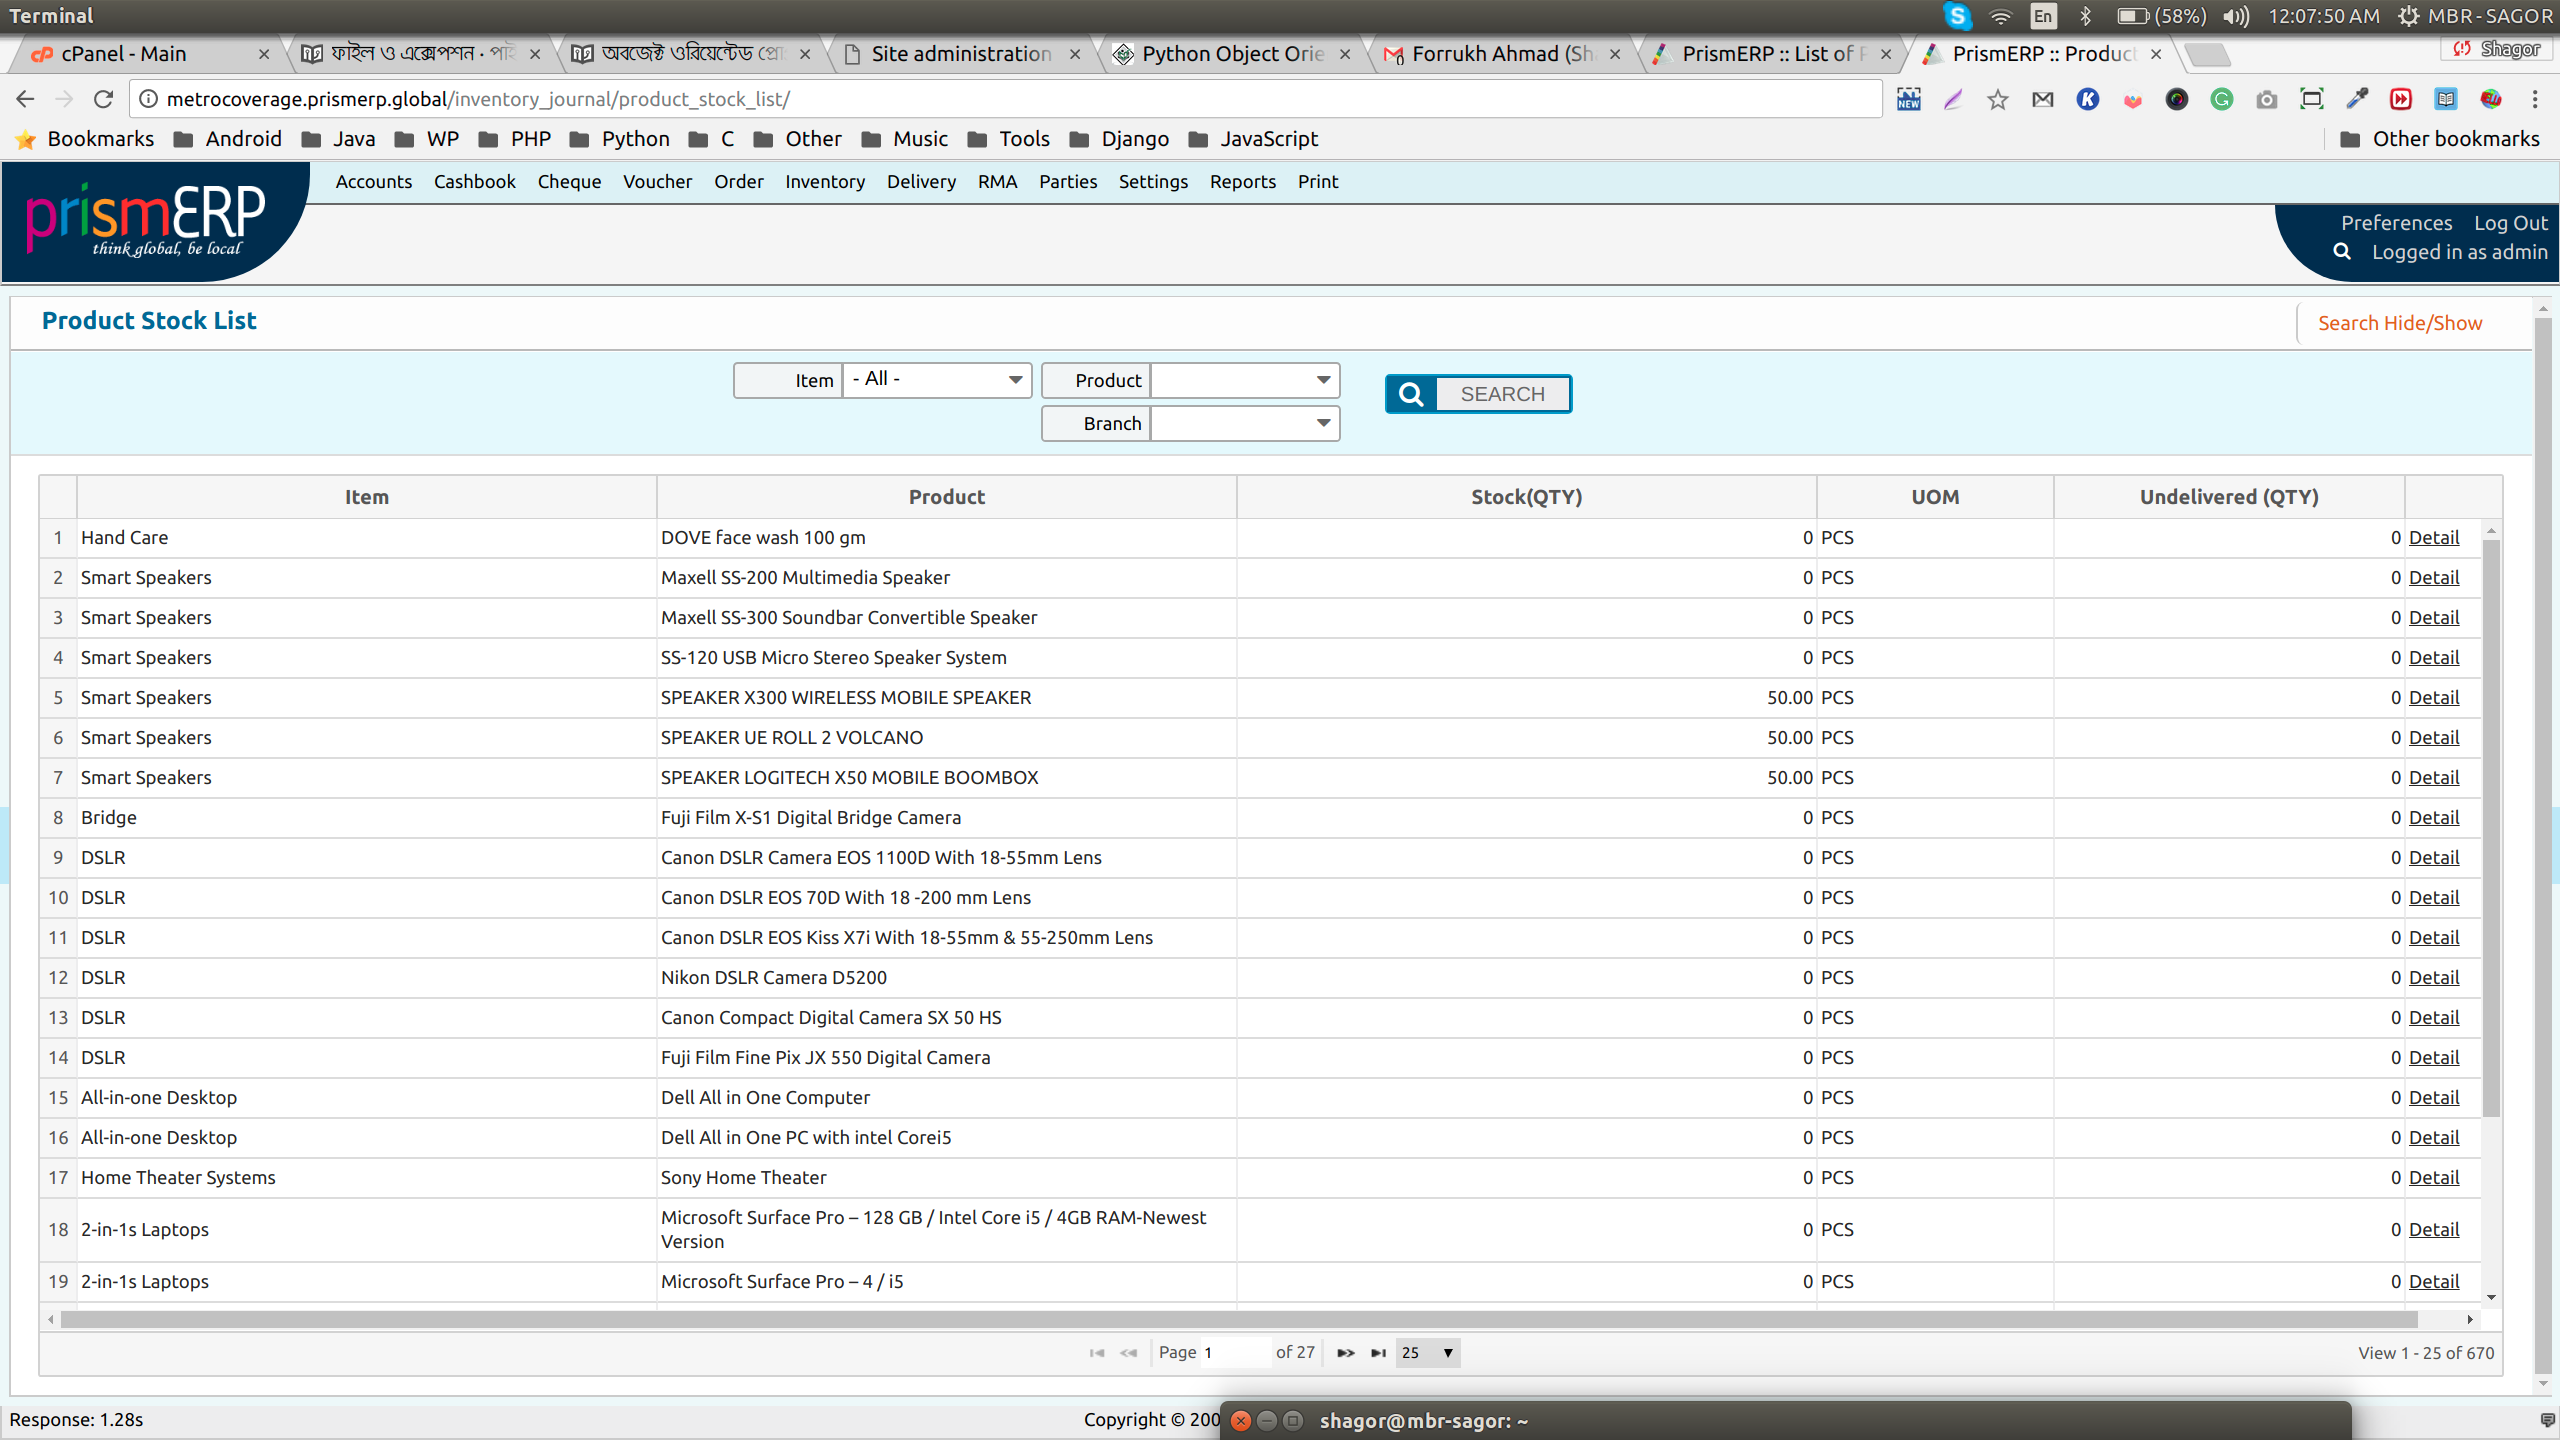 Terminal
En (58%) 12:07:50 AM MBR-SAGOR
cPanel - Main
ফাইল ও এক্সেপশন · পাই
অবজেক্ট ওরিয়েন্টেড প্রো
Site administration
Python Object Orie
Forrukh Ahmad (Sha
PrismERP :: List of P
PrismERP :: Product
Shagor
metrocoverage.prismerp.global/inventory_journal/product_stock_list/
NEW
Bookmarks Android Java WP PHP Python C Other Music Tools Django JavaScript Other bookmarks
Accounts Cashbook Cheque Voucher Order Inventory Delivery RMA Parties Settings Reports Print
prismERP
think global, be local
Preferences Log Out
Logged in as admin
Product Stock List
Search Hide/Show
Item - All - Product
SEARCH
Branch
Item Product Stock(QTY) UOM Undelivered (QTY)
1 Hand Care DOVE face wash 100 gm 0 PCS 0 Detail
2 Smart Speakers Maxell SS-200 Multimedia Speaker 0 PCS 0 Detail
3 Smart Speakers Maxell SS-300 Soundbar Convertible Speaker 0 PCS 0 Detail
4 Smart Speakers SS-120 USB Micro Stereo Speaker System 0 PCS 0 Detail
5 Smart Speakers SPEAKER X300 WIRELESS MOBILE SPEAKER 50.00 PCS 0 Detail
6 Smart Speakers SPEAKER UE ROLL 2 VOLCANO 50.00 PCS 0 Detail
7 Smart Speakers SPEAKER LOGITECH X50 MOBILE BOOMBOX 50.00 PCS 0 Detail
8 Bridge Fuji Film X-S1 Digital Bridge Camera 0 PCS 0 Detail
9 DSLR Canon DSLR Camera EOS 1100D With 18-55mm Lens 0 PCS 0 Detail
10 DSLR Canon DSLR EOS 70D With 18 -200 mm Lens 0 PCS 0 Detail
11 DSLR Canon DSLR EOS Kiss X7i With 18-55mm & 55-250mm Lens 0 PCS 0 Detail
12 DSLR Nikon DSLR Camera D5200 0 PCS 0 Detail
13 DSLR Canon Compact Digital Camera SX 50 HS 0 PCS 0 Detail
14 DSLR Fuji Film Fine Pix JX 550 Digital Camera 0 PCS 0 Detail
15 All-in-one Desktop Dell All in One Computer 0 PCS 0 Detail
16 All-in-one Desktop Dell All in One PC with intel Corei5 0 PCS 0 Detail
17 Home Theater Systems Sony Home Theater 0 PCS 0 Detail
18 2-in-1s Laptops Microsoft Surface Pro – 128 GB / Intel Core i5 / 4GB RAM-Newest
Version 0 PCS 0 Detail
19 2-in-1s Laptops Microsoft Surface Pro – 4 / i5 0 PCS 0 Detail
Page 1 of 27 25 View 1 - 25 of 670
Response: 1.28s Copyright © 200
shagor@mbr-sagor: ~